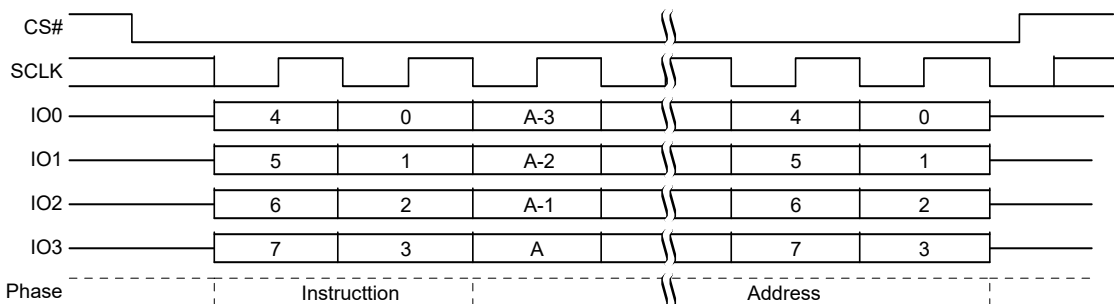 CS#
SCLK
IO0 4 0 A-3 4 0
IO1 5 1 A-2 5 1
IO2 6 2 A-1 6 2
IO3 7 3 A 7 3
Phase Instructtion Address